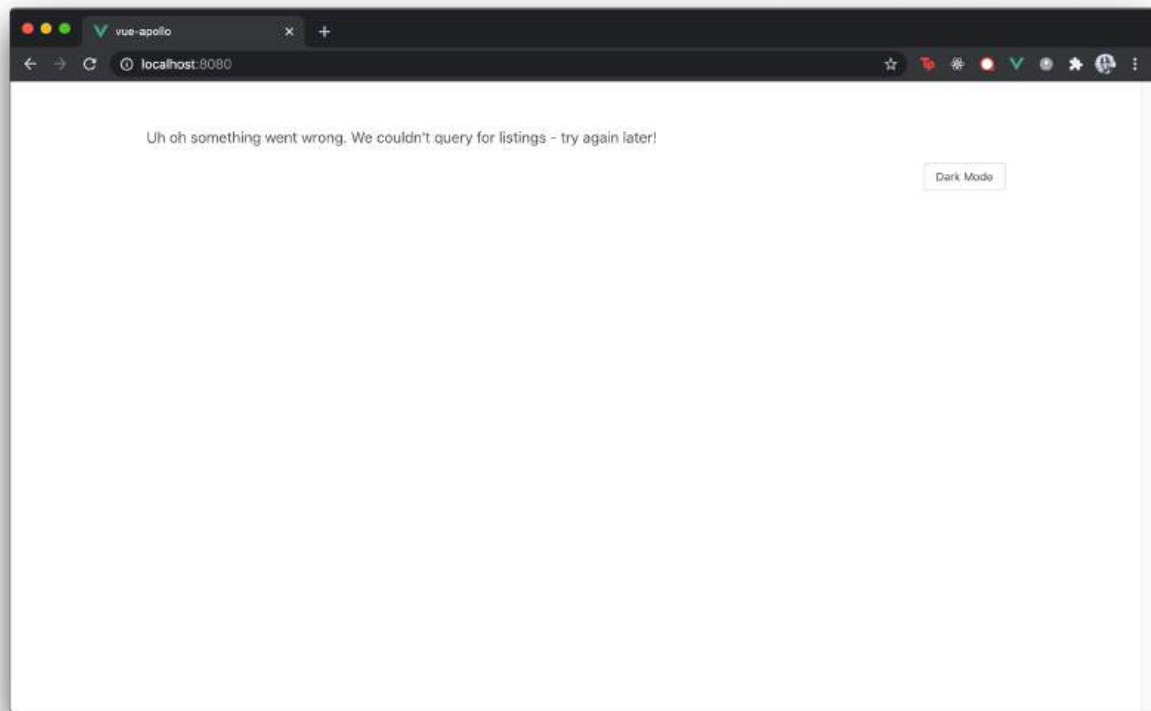 vue-apollo
localhost:8080
Uh oh something went wrong. We couldn't query for listings - try again later!
Dark Mode